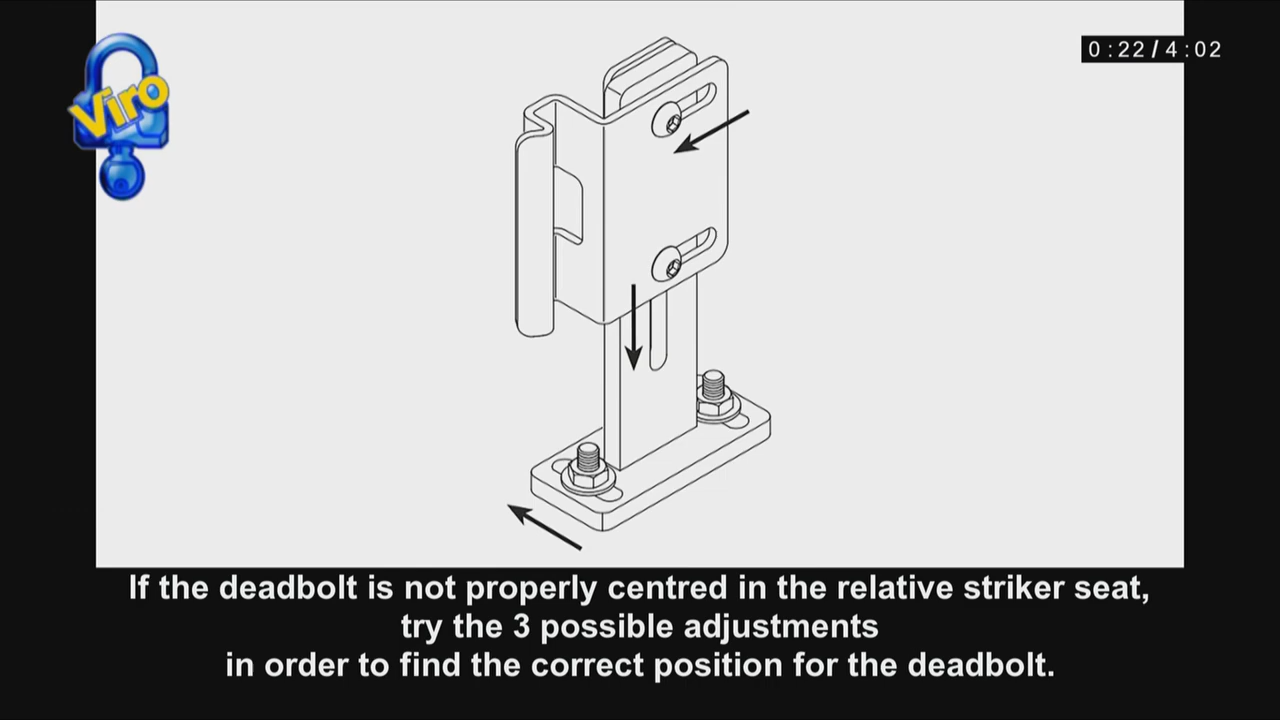 Viro
0:22/4:02
If the deadbolt is not properly centred in the relative striker seat,
try the 3 possible adjustments
in order to find the correct position for the deadbolt.